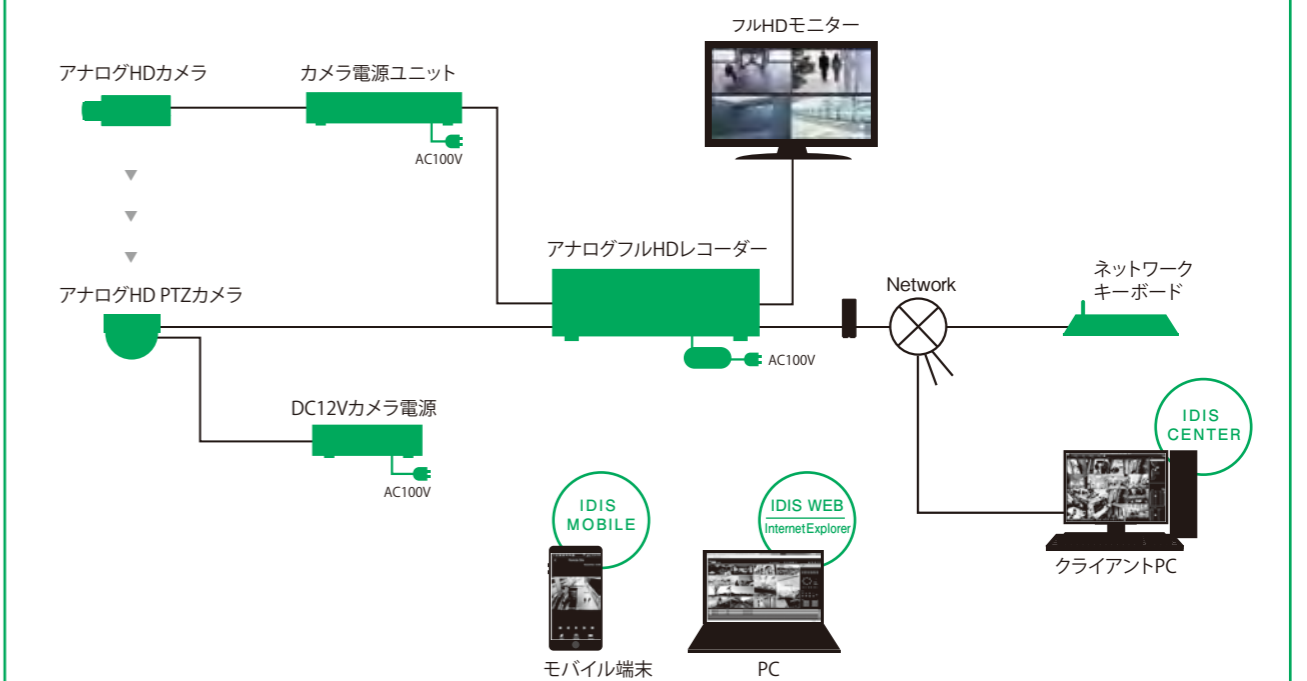 フルHDモニター
アナログHDカメラ
カメラ電源ユニット
AC100V
アナログフルHDレコーダー
ネットワーク
キーボード
Network
アナログHD PTZカメラ
AC100V
DC12Vカメラ電源
AC100V
IDIS
CENTER
IDIS
MOBILE
IDIS WEB
InternetExplorer
クライアントPC
モバイル端末
PC